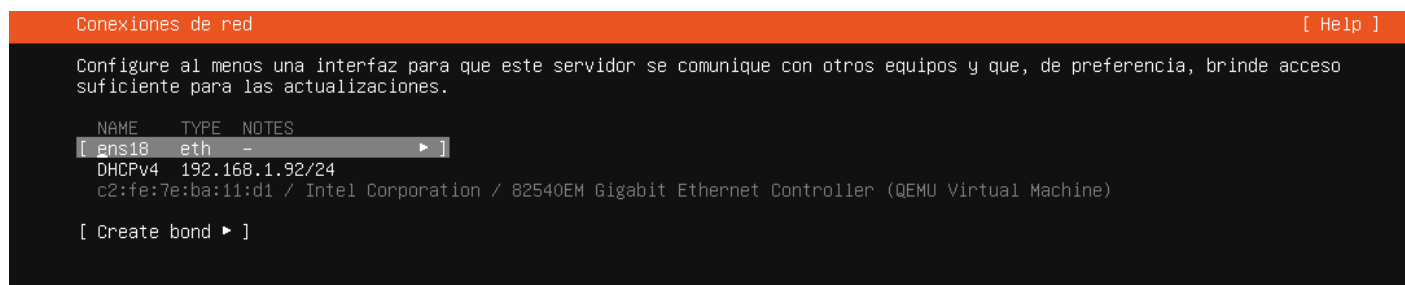 Conexiones de red [ Help ]
Configure al menos una interfaz para que este servidor se comunique con otros equipos y que, de preferencia, brinde acceso
suficiente para las actualizaciones.
NAME TYPE NOTES
[ ens18 eth – ▸ ]
DHCPv4 192.168.1.92/24
c2:fe:7e:ba:11:d1 / Intel Corporation / 82540EM Gigabit Ethernet Controller (QEMU Virtual Machine)
[ Create bond ▸ ]